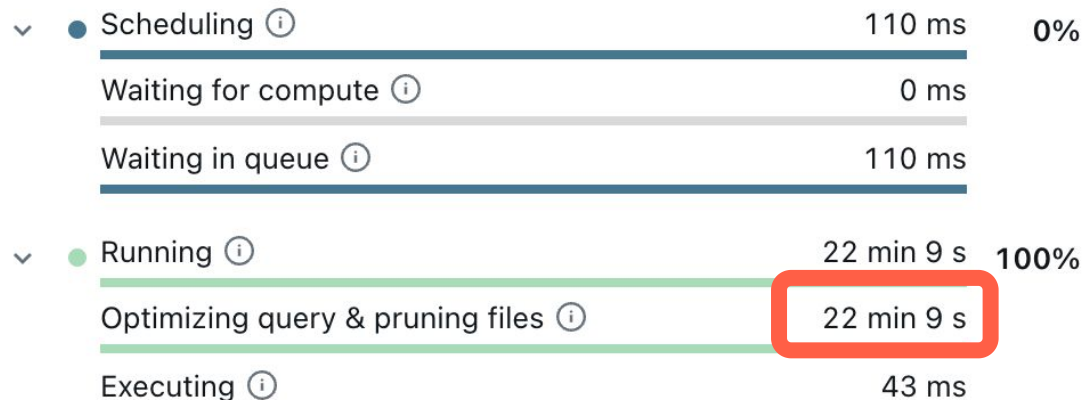 Scheduling 110 ms 0%
Waiting for compute 0 ms
Waiting in queue 110 ms
Running 22 min 9 s 100%
Optimizing query & pruning files 22 min 9 s
Executing 43 ms